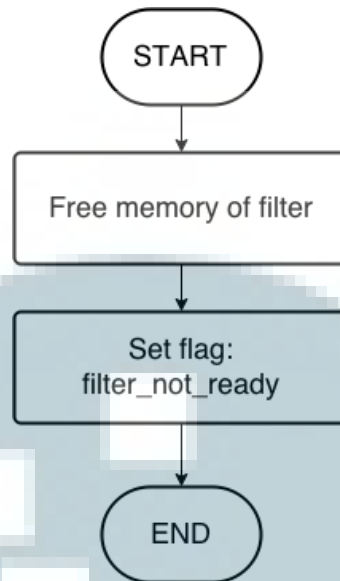 START
Free memory of filter
Set flag:
filter_not_ready
END